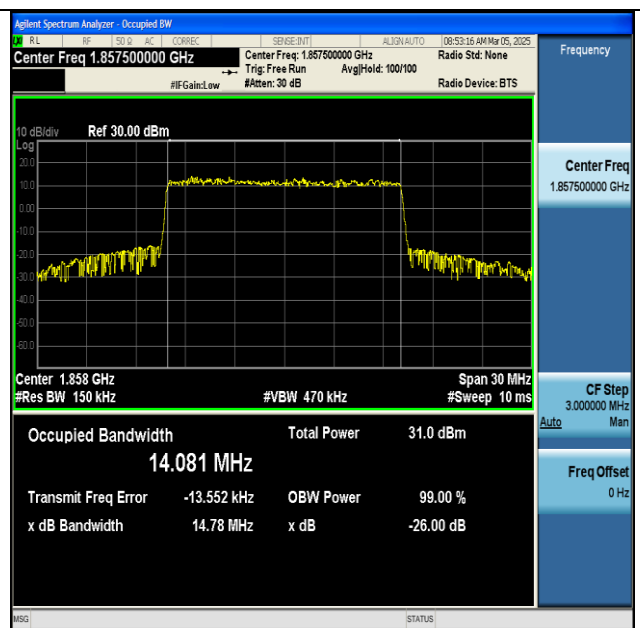 Agilent Spectrum Analyzer - Occupied BW
RL RF 50 Ω AC CORREC SENSE:INT ALIGN AUTO 08:53:16 AM Mar 05, 2025
Center Freq 1.857500000 GHz
Center Freq: 1.857500000 GHz
Radio Std: None
Trig: Free Run Avg|Hold: 100/100
#IFGain:Low #Atten: 30 dB Radio Device: BTS
10 dB/div Ref 30.00 dBm
Log
20.0
10.0
0.00
-10.0
-20.0
-30.0
-40.0
-50.0
-60.0
Center 1.858 GHz Span 30 MHz
#Res BW 150 kHz #VBW 470 kHz #Sweep 10 ms
Occupied Bandwidth Total Power 31.0 dBm
14.081 MHz
Transmit Freq Error -13.552 kHz OBW Power 99.00 %
x dB Bandwidth 14.78 MHz x dB -26.00 dB
MSG STATUS
Frequency
Center Freq
1.857500000 GHz
CF Step
3.000000 MHz
Auto Man
Freq Offset
0 Hz